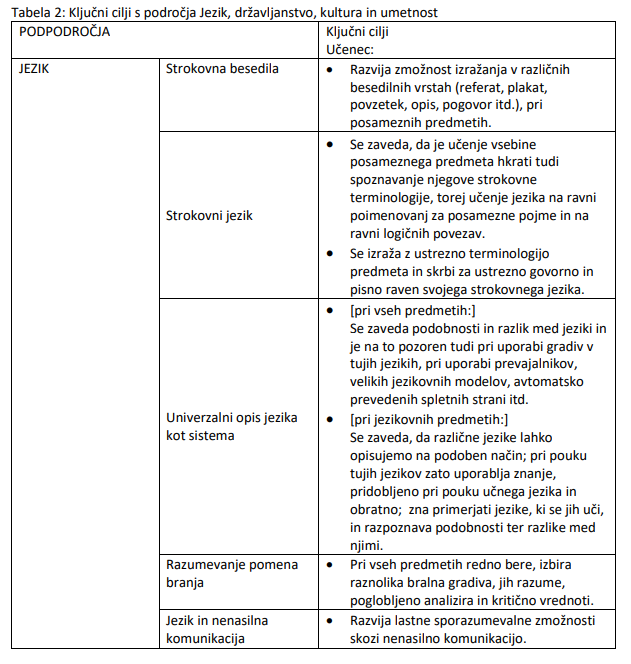 Tabela 2: Ključni cilji s področja Jezik, državljanstvo, kultura in umetnost
PODPODROČJA
Ključni cilji
Učenec:
JEZIK
Strokovna besedila
• Razvija zmožnost izražanja v različnih
besedilnih vrstah (referat, plakat,
povzetek, opis, pogovor itd.), pri
posameznih predmetih.
Strokovni jezik
• Se zaveda, da je učenje vsebine
posameznega predmeta hkrati tudi
spoznavanje njegove strokovne
terminologije, torej učenje jezika na ravni
poimenovanj za posamezne pojme in na
ravni logičnih povezav.
• Se izraža z ustrezno terminologijo
predmeta in skrbi za ustrezno govorno in
pisno raven svojega strokovnega jezika.
Univerzalni opis jezika
kot sistema
• [pri vseh predmetih:]
Se zaveda podobnosti in razlik med jeziki in
je na to pozoren tudi pri uporabi gradiv v
tujih jezikih, pri uporabi prevajalnikov,
velikih jezikovnih modelov, avtomatsko
prevedenih spletnih strani itd.
• [pri jezikovnih predmetih:]
Se zaveda, da različne jezike lahko
opisujemo na podoben način; pri pouku
tujih jezikov zato uporablja znanje,
pridobljeno pri pouku učnega jezika in
obratno; zna primerjati jezike, ki se jih uči,
in razpoznava podobnosti ter razlike med
njimi.
Razumevanje pomena
branja
• Pri vseh predmetih redno bere, izbira
raznolika bralna gradiva, jih razume,
poglobljeno analizira in kritično vrednoti.
Jezik in nenasilna
komunikacija
• Razvija lastne sporazumevalne zmožnosti
skozi nenasilno komunikacijo.